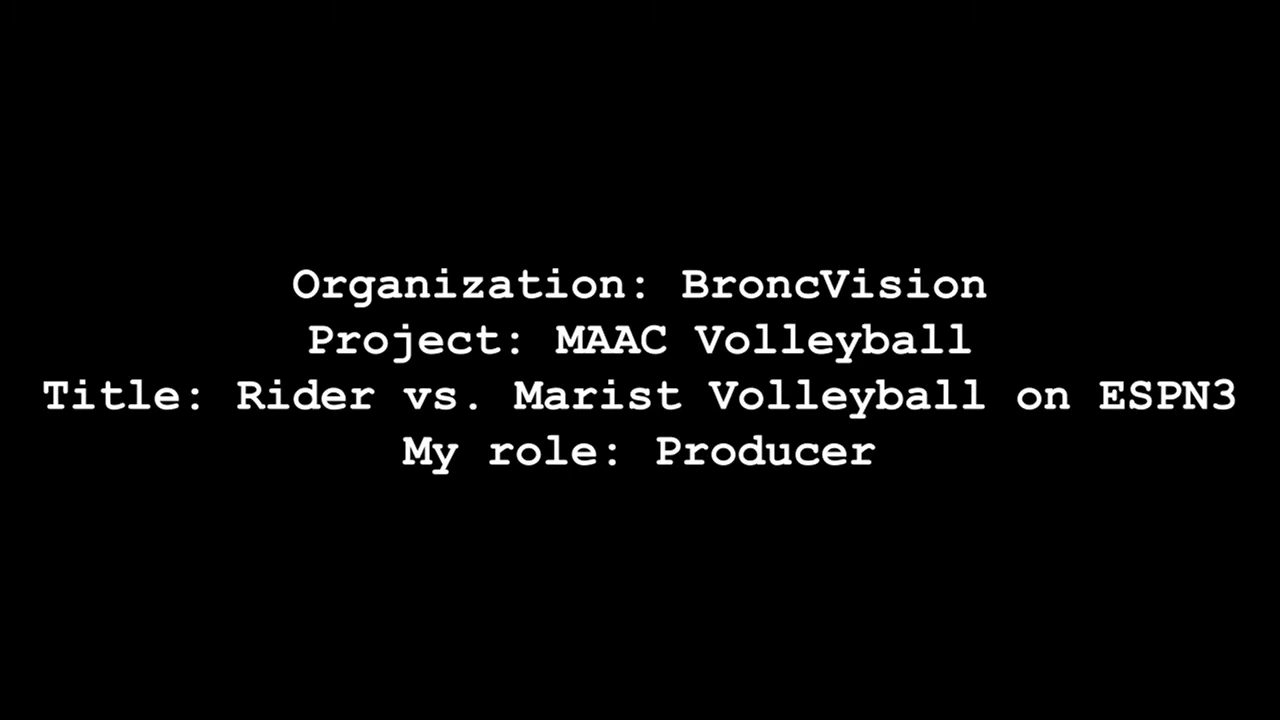 Organization: BroncVision
Project: MAAC Volleyball
Title: Rider vs. Marist Volleyball on ESPN3
My role: Producer